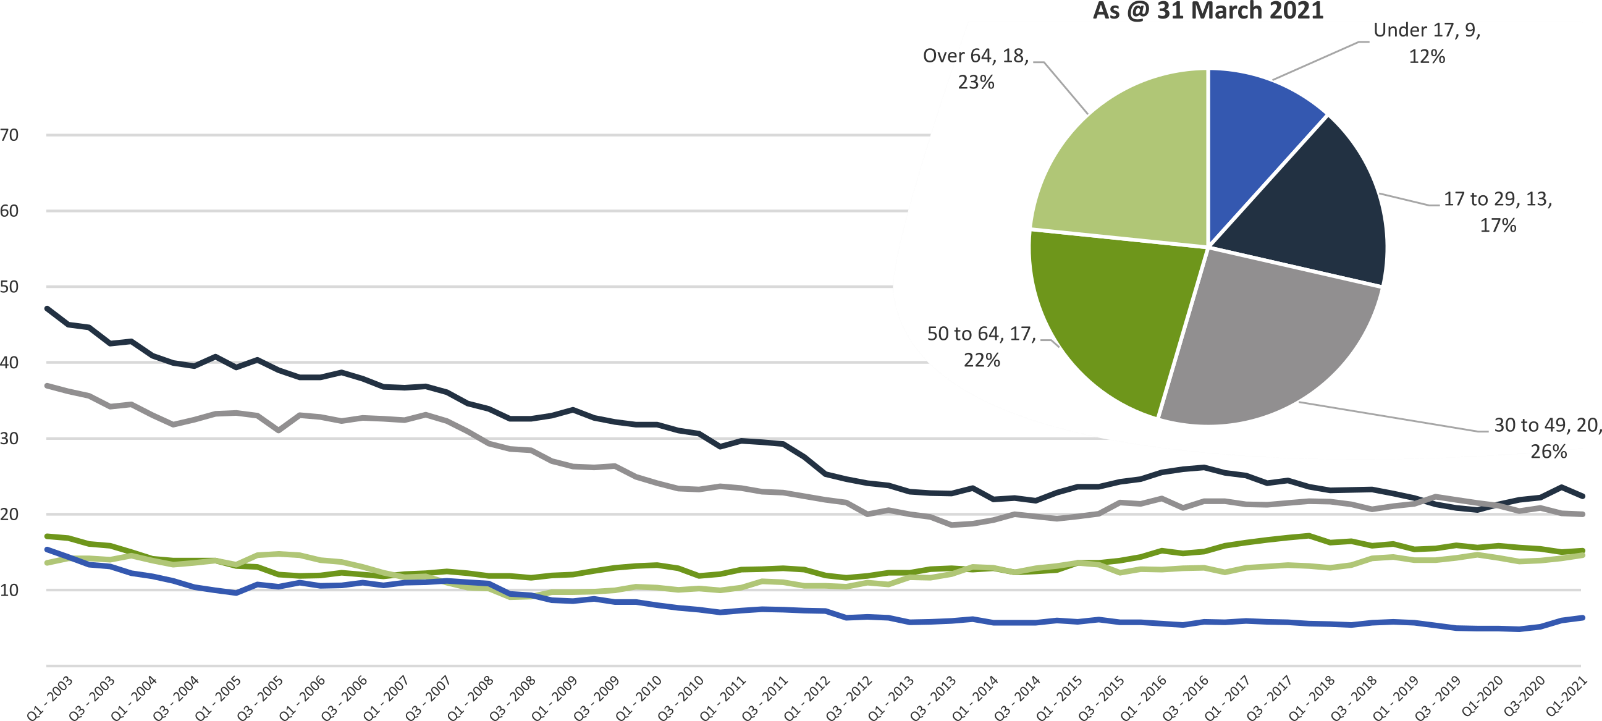 As @ 31 March 2021
Under 17, 9,
12%
Over 64, 18,
23%
17 to 29, 13,
17%
50 to 64, 17,
22%
30 to 49, 20,
26%
70
60
50
40
30
20
10
Q1 - 2003
Q3 - 2003
Q1 - 2004
Q3 - 2004
Q1 - 2005
Q3 - 2005
Q1 - 2006
Q3 - 2006
Q1 - 2007
Q3 - 2007
Q1 - 2008
Q3 - 2008
Q1 - 2009
Q3 - 2009
Q1 - 2010
Q3 - 2010
Q1 - 2011
Q3 - 2011
Q1 - 2012
Q3 - 2012
Q1 - 2013
Q3 - 2013
Q1 - 2014
Q3 - 2014
Q1 - 2015
Q3 - 2015
Q1 - 2016
Q3 - 2016
Q1 - 2017
Q3 - 2017
Q1 - 2018
Q3 - 2018
Q1 - 2019
Q3 - 2019
Q1-2020
Q3-2020
Q1-2021